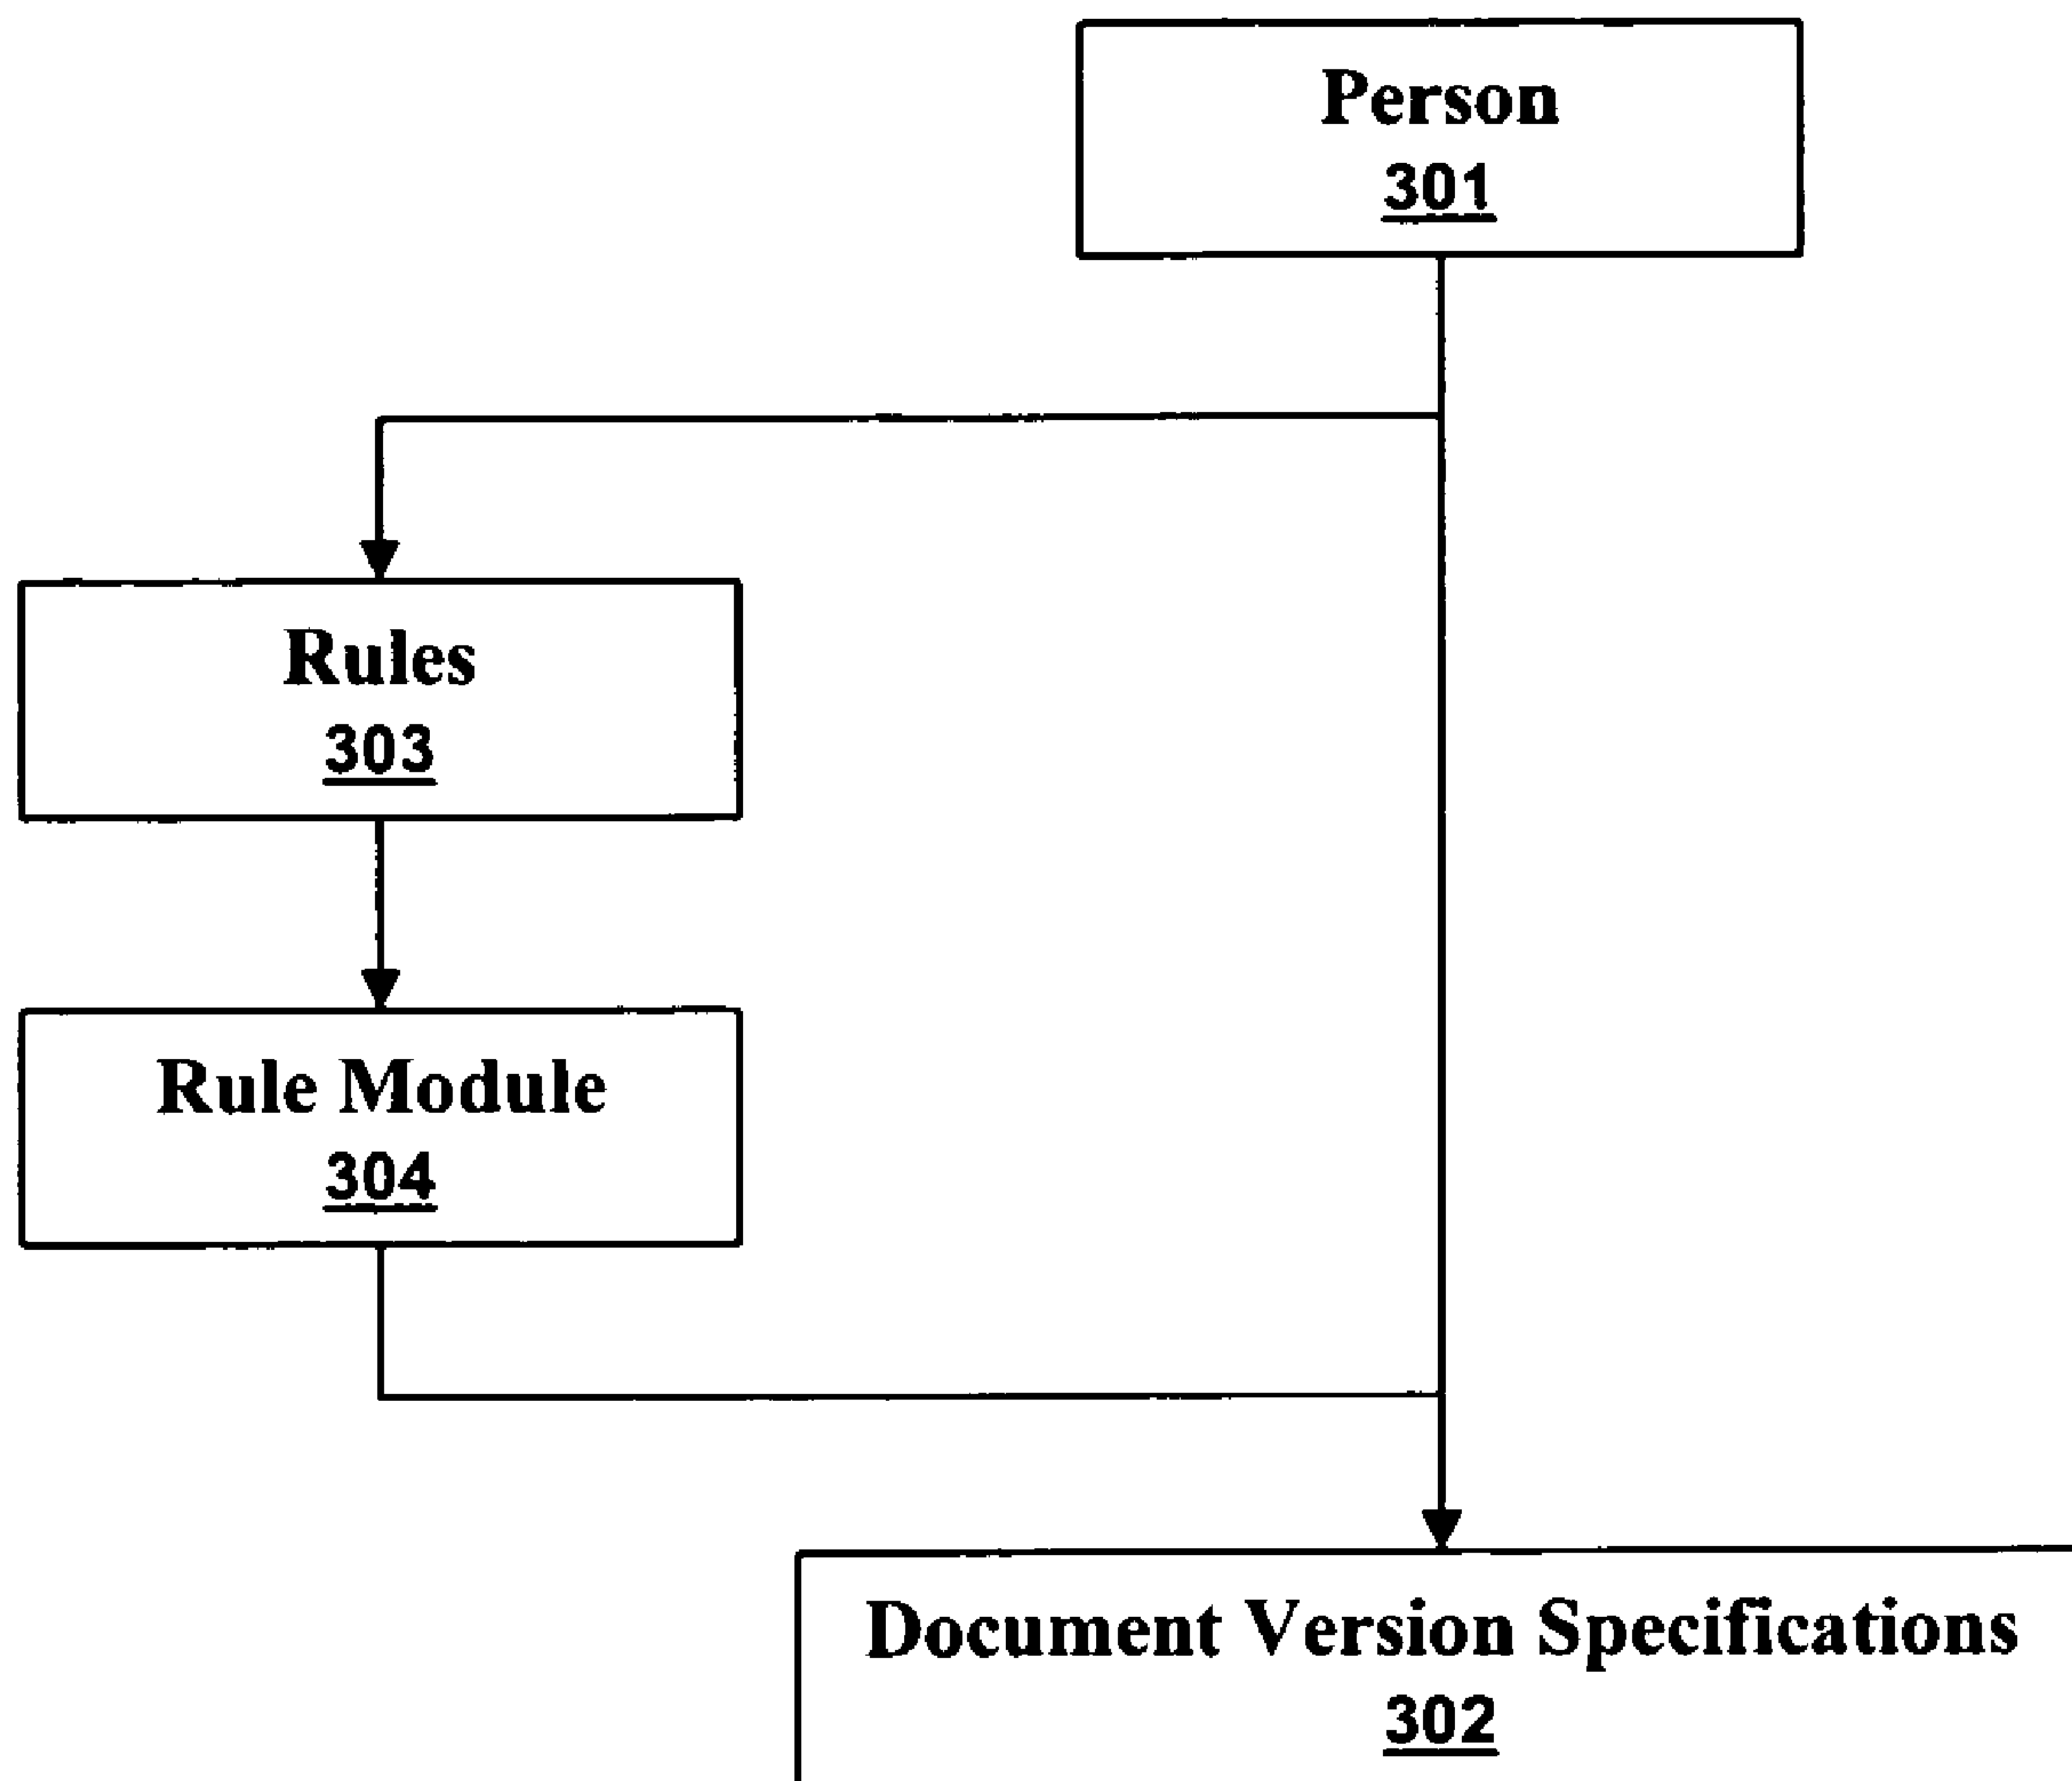 Person
301
Rules
303
Rule Module
304
Document Version Specifications
302